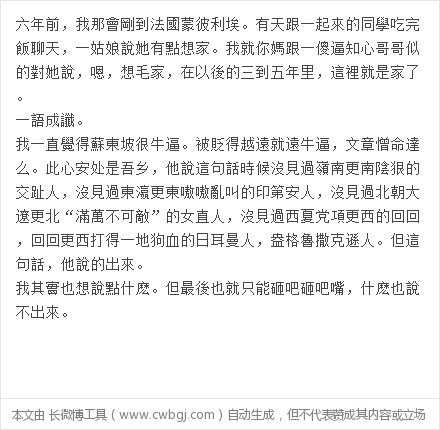 六年前，我那會剛到法國蒙彼利埃。有天跟一起來的同學吃完
飯聊天，一姑娘說她有點想家。我就你媽跟一傻逼知心哥哥似
的對她說，嗯，想毛家，在以後的三到五年里，這裡就是家了
。
一語成讖。
我一直覺得蘇東坡很牛逼。被貶得越遠就遠牛逼，文章憎命達
么。此心安处是吾乡，他說這句話時候沒見過嶺南更南陰狠的
交趾人，沒見過東瀛更東嗷嗷亂叫的印第安人，沒見過北朝大
遼更北“滿萬不可敵”的女直人，沒見過西夏党項更西的回回
，回回更西打得一地狗血的日耳曼人，盎格魯撒克遜人。但這
句話，他說的出來。
我其實也想說點什麽。但最後也就只能砸吧砸吧嘴，什麽也說
不出來。
本文由 长微博工具（www.cwbgj.com）自动生成，但不代表赞成其内容或立场